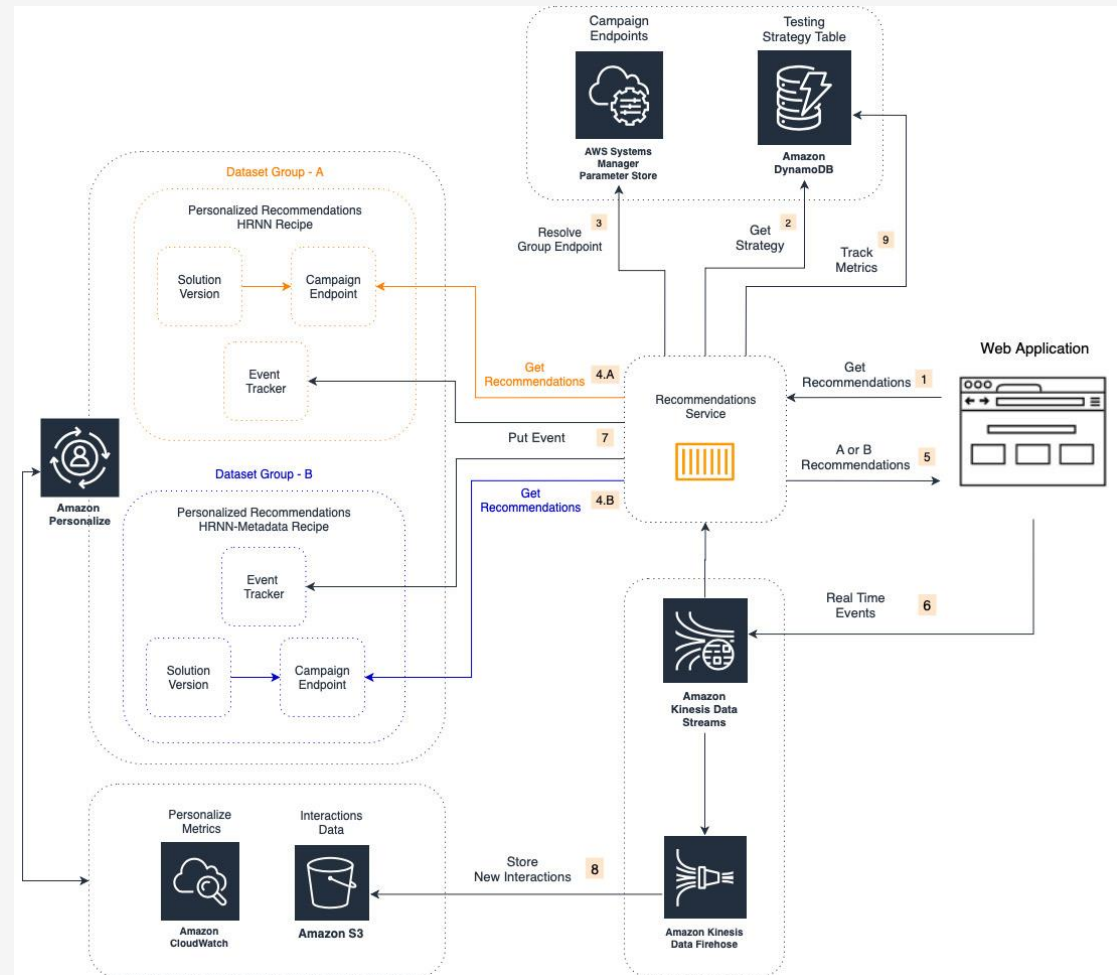 Campaign
Endpoints
Testing
Strategy Table
AWS Systems
Manager
Parameter Store
Amazon
DynamoDB
Dataset Group - A
Personalized Recommendations
HRNN Recipe
Solution
Version
Campaign
Endpoint
Event
Tracker
Resolve
Group Endpoint
3
Get
Strategy
2
Track
Metrics
9
Web Application
Get
Recommendations
4.A
Recommendations
Service
Get
Recommendations
1
Put Event
7
A or B
Recommendations
5
Amazon
Personalize
Dataset Group - B
Get
Recommendations
4.B
Personalized Recommendations
HRNN-Metadata Recipe
Event
Tracker
Solution
Version
Campaign
Endpoint
Real Time
Events
6
Amazon
Kinesis Data
Streams
Personalize
Metrics
Interactions
Data
Store
New Interactions
8
Amazon
CloudWatch
Amazon S3
Amazon Kinesis
Data Firehose